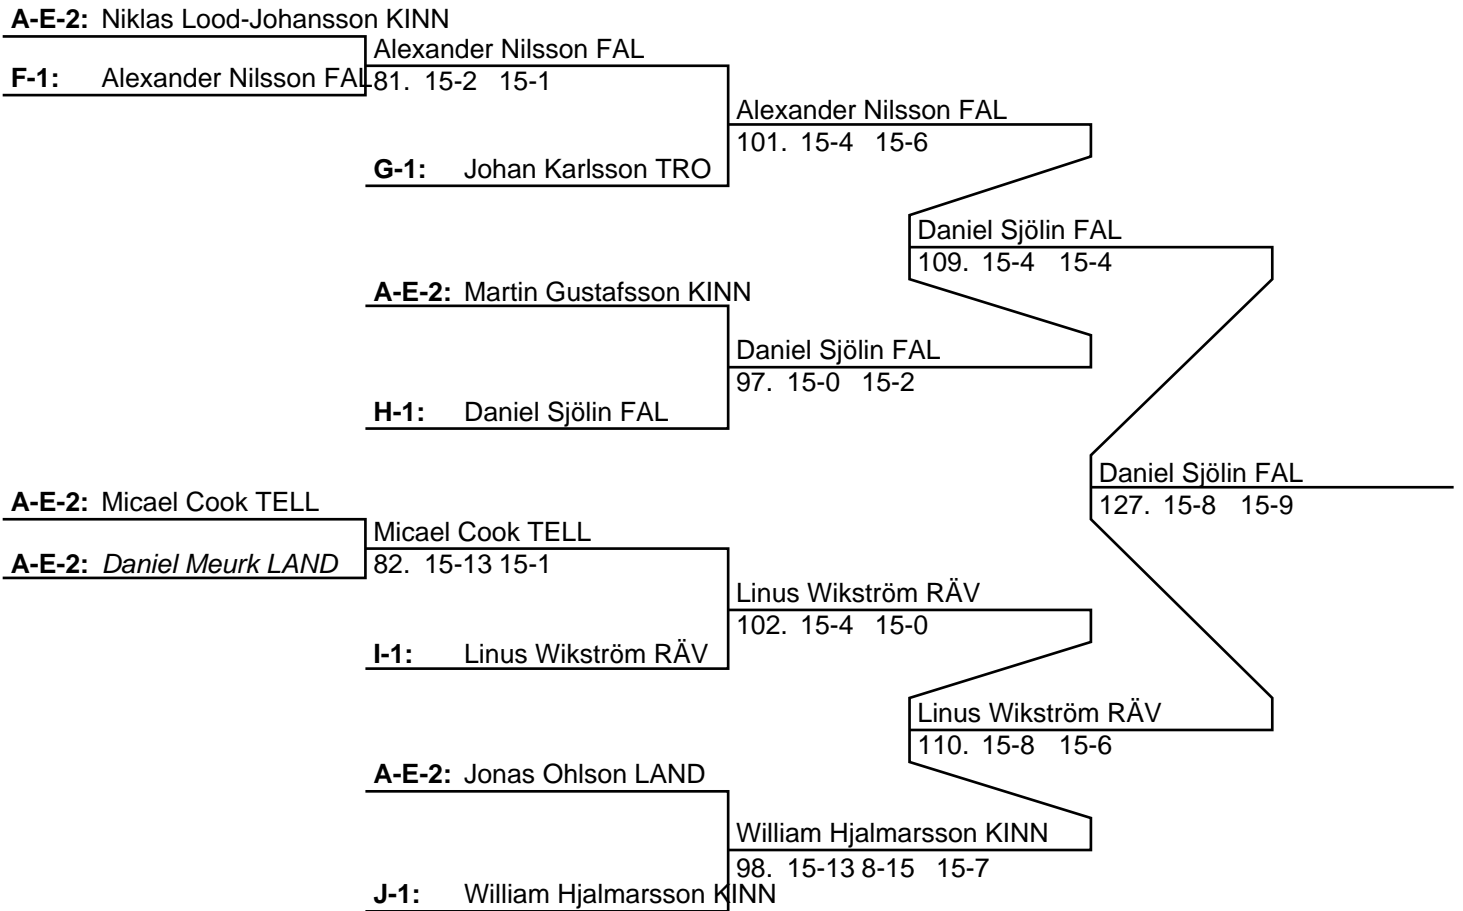 A-E-2: Niklas Lood-Johansson KINN
Alexander Nilsson FAL
F-1: Alexander Nilsson FAL
81. 15-2 15-1
Alexander Nilsson FAL
101. 15-4 15-6
G-1: Johan Karlsson TRO
Daniel Sjölin FAL
109. 15-4 15-4
A-E-2: Martin Gustafsson KINN
Daniel Sjölin FAL
97. 15-0 15-2
H-1: Daniel Sjölin FAL
Daniel Sjölin FAL
127. 15-8 15-9
A-E-2: Micael Cook TELL
Micael Cook TELL
A-E-2: Daniel Meurk LAND
82. 15-13 15-1
Linus Wikström RÄV
102. 15-4 15-0
I-1: Linus Wikström RÄV
Linus Wikström RÄV
110. 15-8 15-6
A-E-2: Jonas Ohlson LAND
William Hjalmarsson KINN
98. 15-13 8-15 15-7
J-1: William Hjalmarsson KINN